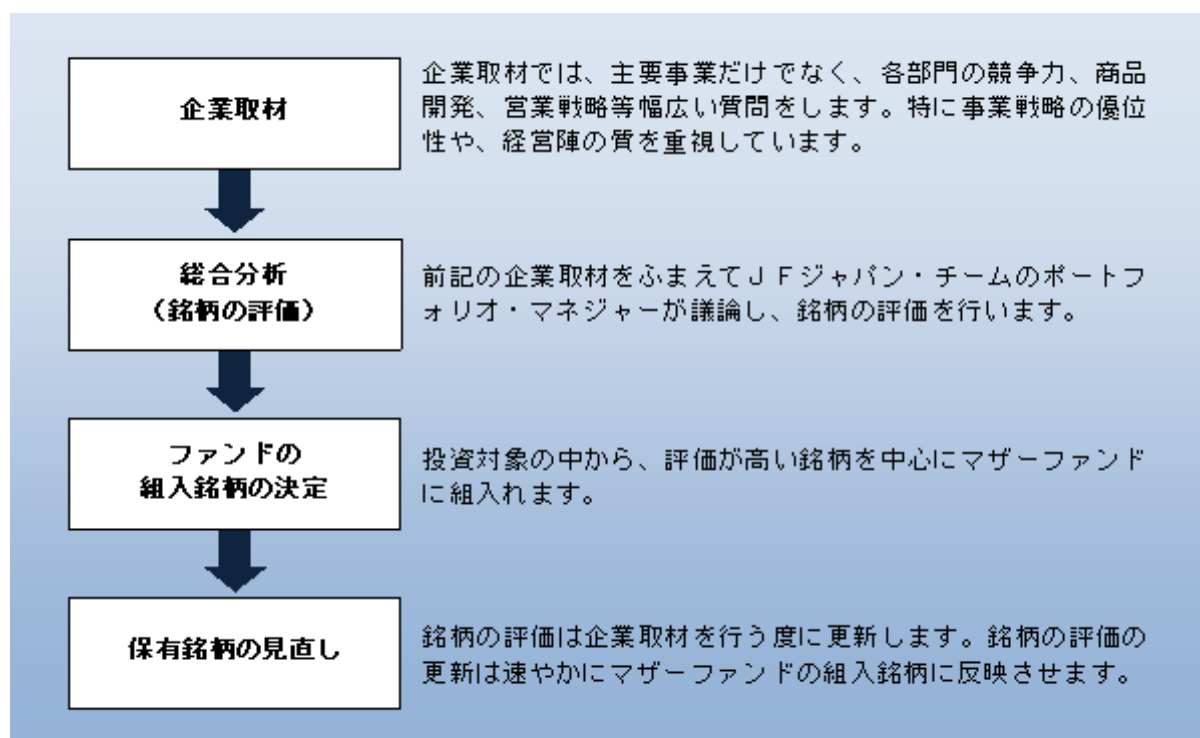 企業取材
企業取材では、主要事業だけでなく、各部門の競争力、商品
開発、営業戦略等幅広い質問をします。特に事業戦略の優位
性や、経営陣の質を重視しています。
総合分析
（銘柄の評価）
前記の企業取材をふまえてＪＦジャパン・チームのポートフ
ォリオ・マネジャーが議論し、銘柄の評価を行います。
ファンドの
組入銘柄の決定
投資対象の中から、評価が高い銘柄を中心にマザーファンド
に組入れます。
保有銘柄の見直し
銘柄の評価は企業取材を行う度に更新します。銘柄の評価の
更新は速やかにマザーファンドの組入銘柄に反映させます。